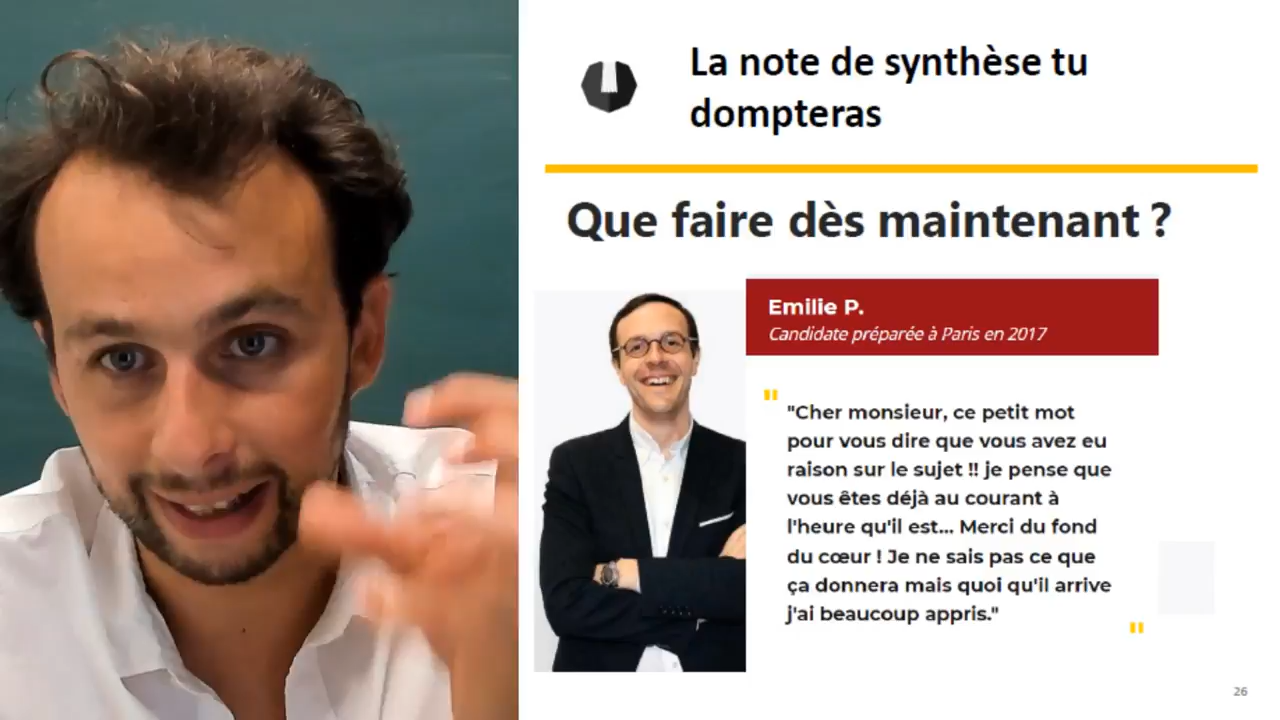 La note de synthèse tu
dompteras
Que faire dès maintenant ?
Emilie P.
Candidate préparée à Paris en 2017
"
"Cher monsieur, ce petit mot
pour vous dire que vous avez eu
raison sur le sujet !! je pense que
vous êtes déjà au courant à
l'heure qu'il est... Merci du fond
du cœur ! Je ne sais pas ce que
ça donnera mais quoi qu'il arrive
j'ai beaucoup appris."
"
26